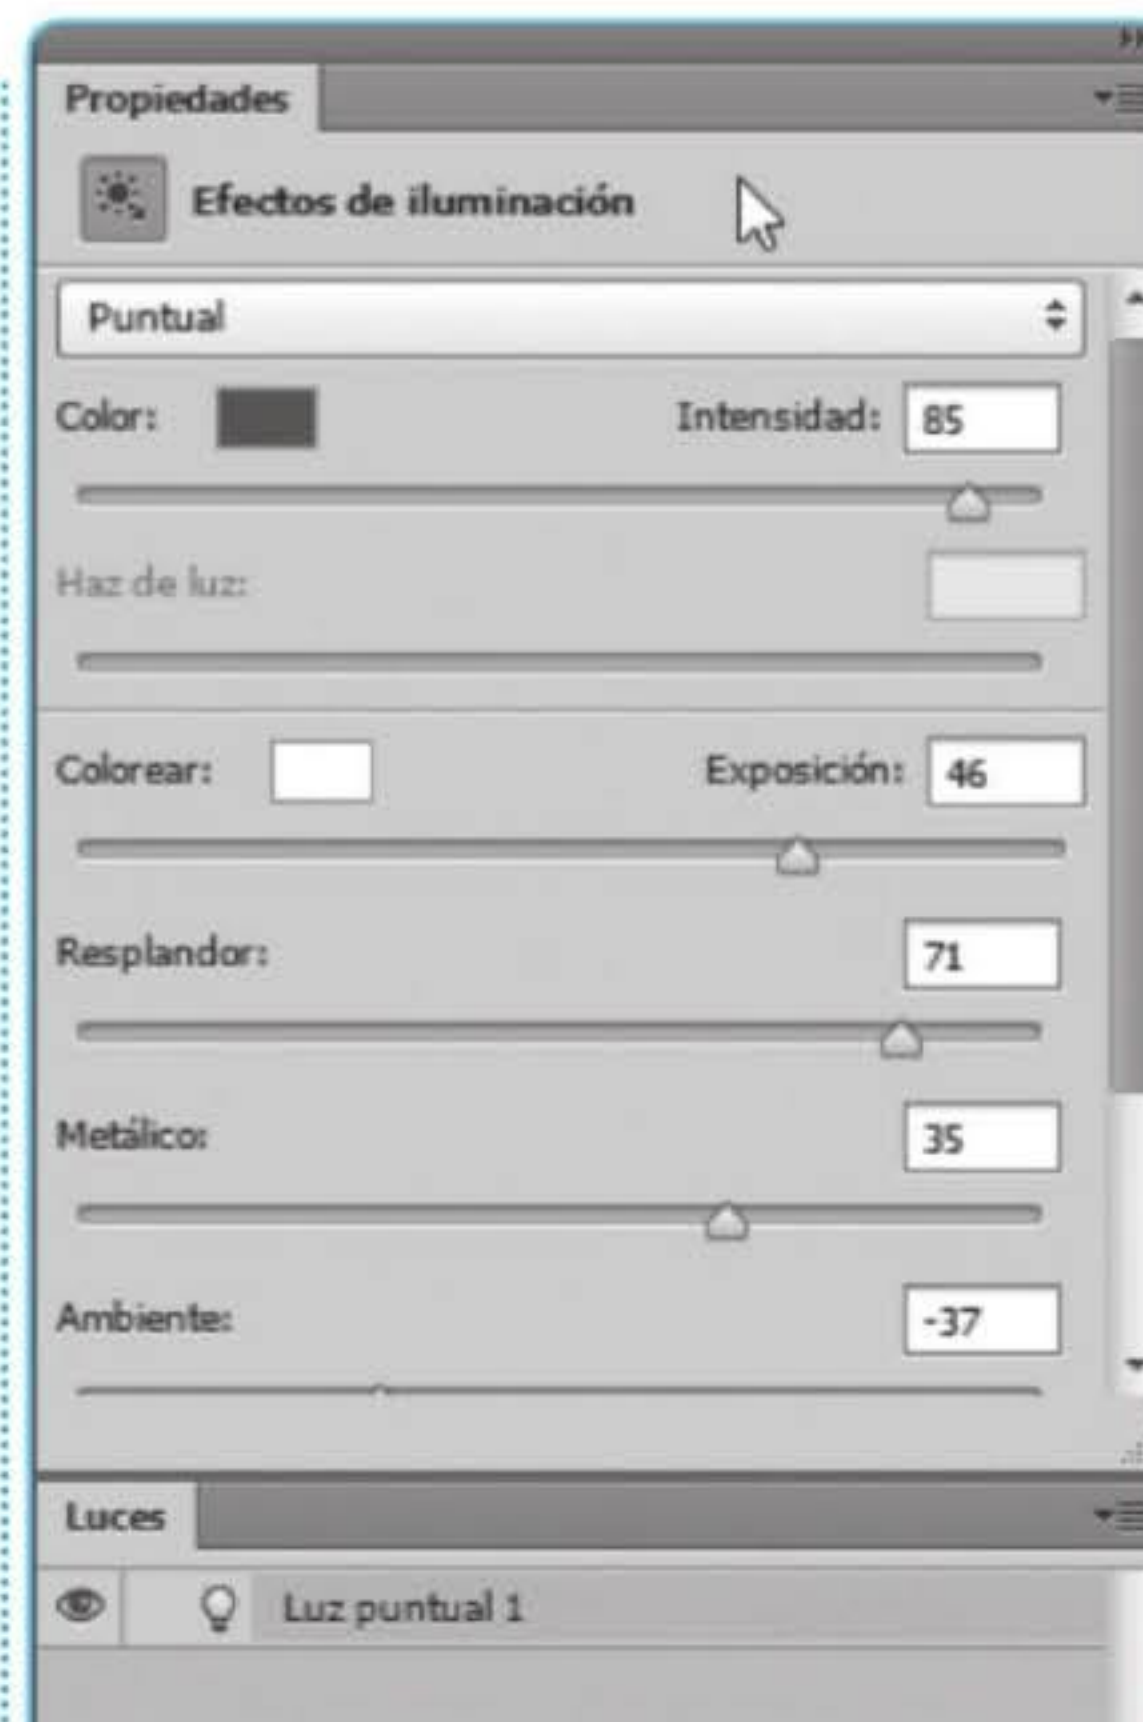 Propiedades
Efectos de iluminación
Puntual
Color:
Intensidad: 85
Haz de luz:
Colorear:
Exposición: 46
Resplandor: 71
Metálico: 35
Ambiente: -37
Luces
Luz puntual 1